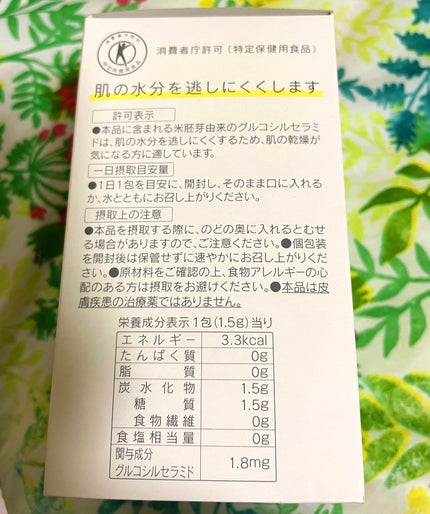 消費者庁許可
特定保健用食品
消費者庁許可(特定保健用食品)
肌の水分を逃しにくくします
許可表示
●本品に含まれる米胚芽由来のグルコシルセラミ
ドは、肌の水分を逃しにくくするため、肌の乾燥が
気になる方に適しています。
一日摂取目安量
●1日1包を目安に、開封し、そのまま口に入れる
か、水とともにお召し上がりください。
摂取上の注意
●本品を摂取する際に、のどの奥に入れるとむせ
る場合がありますので、ご注意ください。●個包装
を開封後は保管せずに速やかにお召し上がりくだ
さい。●原材料をご確認の上、食物アレルギーの心
配のある方は摂取をお避けください。●本品は皮
膚疾患の治療薬ではありません。
栄養成分表示 1包(1.5g)当り
エネルギー 3.3kcal
たんぱく質 0g
脂質 0g
炭水化物 1.5g
糖質 1.5g
食物繊維 0g
食塩相当量 0g
関与成分
グルコシルセラミド 1.8mg